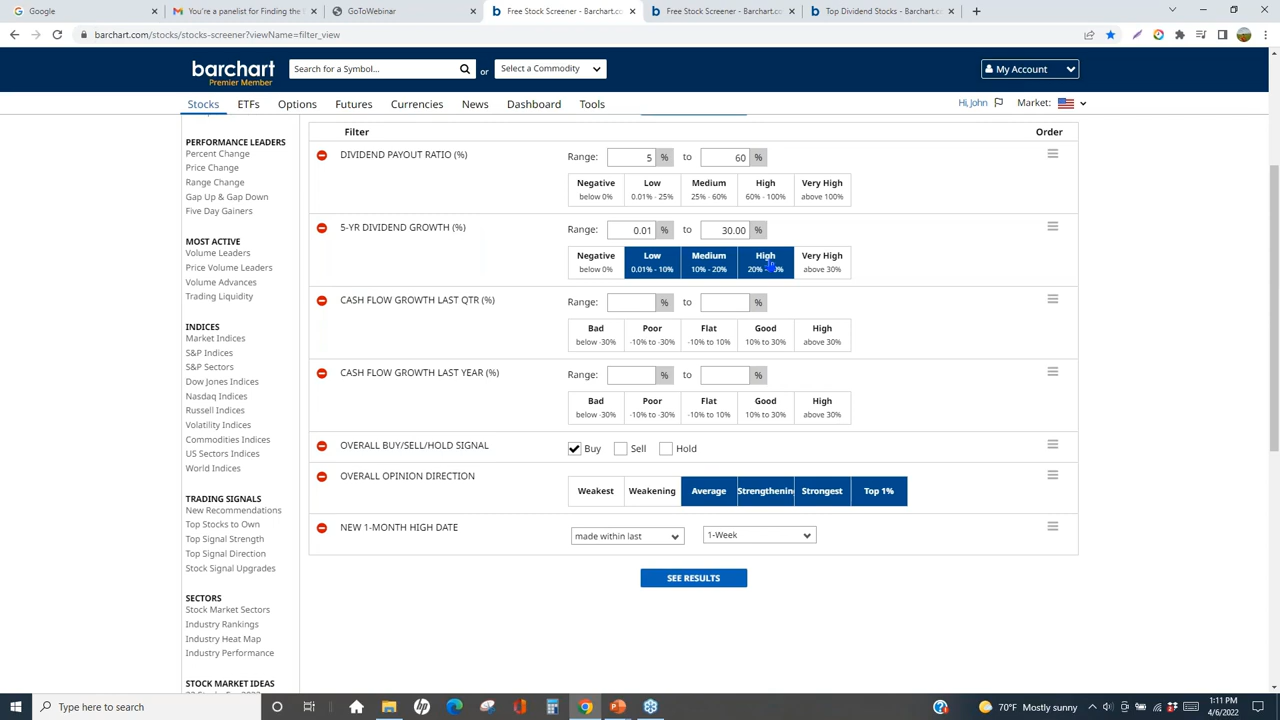 Google
You're a finalist for Finding the S
GoToWebinar
Free Stock Screener - Barchart.co
Free Stock Screener - Barchart.co
Top Dividend Stocks - Barchart.co
barchart.com/stocks/stocks-screener?viewName=filter_view
barchart
Premier Member
Search for a Symbol...
or
Select a Commodity
My Account
Stocks ETFs Options Futures Currencies News Dashboard Tools
Hi, John
Market:
PERFORMANCE LEADERS
Percent Change
Price Change
Range Change
Gap Up & Gap Down
Five Day Gainers
MOST ACTIVE
Volume Leaders
Price Volume Leaders
Volume Advances
Trading Liquidity
INDICES
Market Indices
S&P Indices
S&P Sectors
Dow Jones Indices
Nasdaq Indices
Russell Indices
Volatility Indices
Commodities Indices
US Sectors Indices
World Indices
TRADING SIGNALS
New Recommendations
Top Stocks to Own
Top Signal Strength
Top Signal Direction
Stock Signal Upgrades
SECTORS
Stock Market Sectors
Industry Rankings
Industry Heat Map
Industry Performance
STOCK MARKET IDEAS
Filter Order
DIVIDEND PAYOUT RATIO (%) Range: 5 % to 60 %
Negative Low Medium High Very High
below 0% 0.01% - 25% 25% - 60% 60% - 100% above 100%
5-YR DIVIDEND GROWTH (%) Range: 0.01 % to 30.00 %
Negative Low Medium High Very High
below 0% 0.01% - 10% 10% - 20% 20% - above 30%
CASH FLOW GROWTH LAST QTR (%) Range: % to %
Bad Poor Flat Good High
below -30% -10% to -30% -10% to 10% 10% to 30% above 30%
CASH FLOW GROWTH LAST YEAR (%) Range: % to %
Bad Poor Flat Good High
below -30% -10% to -30% -10% to 10% 10% to 30% above 30%
OVERALL BUY/SELL/HOLD SIGNAL Buy Sell Hold
OVERALL OPINION DIRECTION Weakest Weakening Average Strengthenin Strongest Top 1%
NEW 1-MONTH HIGH DATE made within last 1-Week
SEE RESULTS
Type here to search
70°F Mostly sunny
1:11 PM
4/6/2022